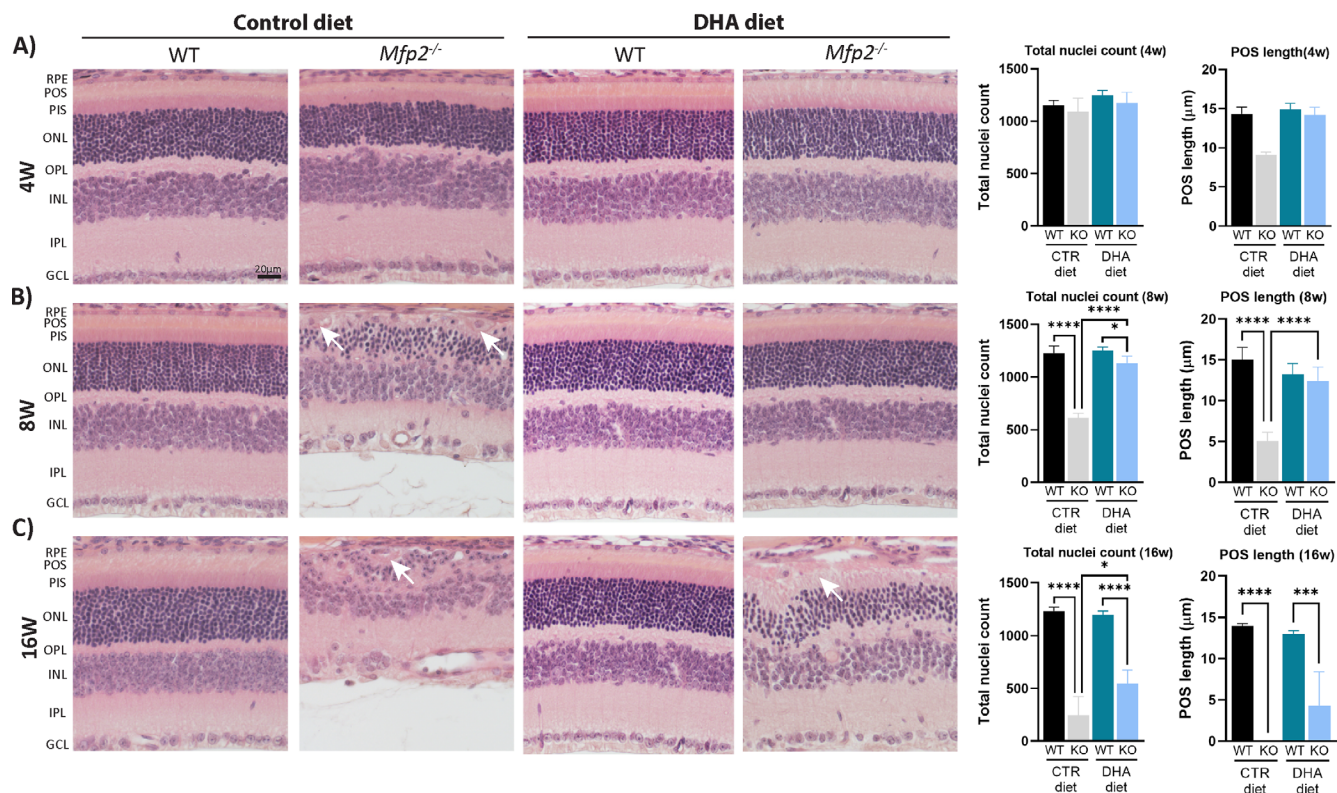 Control diet
DHA diet
WT
Mfp2-/-
WT
Mfp2-/-
A)
4W
RPE
POS
PIS
ONL
OPL
INL
IPL
GCL
20µm
Total nuclei count (4w)
Total nuclei count
1500
1000
500
0
WT KO WT KO
CTR diet
DHA diet
POS length(4w)
POS length (µm)
20
15
10
5
0
WT KO WT KO
CTR diet
DHA diet
B)
8W
RPE
POS
PIS
ONL
OPL
INL
IPL
GCL
Total nuclei count (8w)
Total nuclei count
1500
1000
500
0
****
****
*
WT KO WT KO
CTR diet
DHA diet
POS length (8w)
POS length (µm)
20
15
10
5
0
**** ****
WT KO WT KO
CTR diet
DHA diet
C)
16W
RPE
POS
PIS
ONL
OPL
INL
IPL
GCL
Total nuclei count (16w)
Total nuclei count
1500
1000
500
0
*
**** ****
WT KO WT KO
CTR diet
DHA diet
POS length (16w)
POS length (µm)
20
15
10
5
0
**** ***
WT KO WT KO
CTR diet
DHA diet